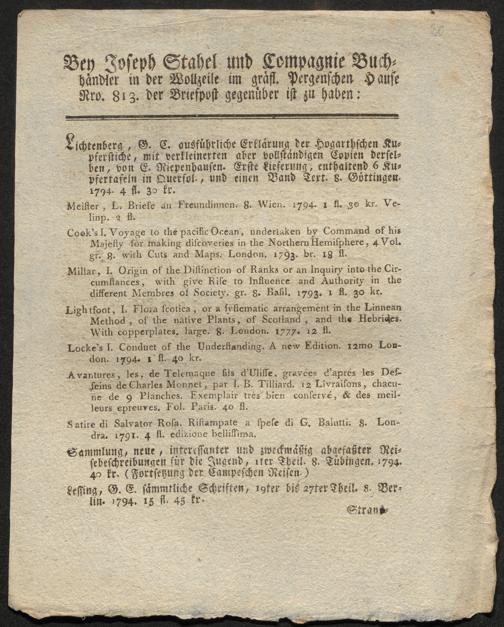 Bey Joseph Stahel und Compagnie Buch-
händler in der Wollzeile im gräfl. Pergenschen Hause
Nro. 813. der Briefpost gegenüber ist zu haben:
Lichtenberg, G. C. ausführliche Erklärung der Hogarthschen Ku-
pferstiche, mit verkleinerten aber vollständigen Copien dersel-
ben, von E. Riepenhausen. Erste Lieferung, enthaltend 6 Ku-
pfertafeln in Querfol., und einen Band Text. 8. Göttingen.
1794. 4 fl. 30 kr.
Meister, L. Briefe an Freundinnen. 8. Wien. 1794. 1 fl. 30 kr. Ve-
linp. 2 fl.
Cook's I. Voyage to the pacific Ocean, undertaken by Command of his
Majesty for making discoveries in the Northern Hemisphere, 4 Vol.
gr. 8. with Cuts and Maps. London. 1793. br. 18 fl.
Millar, I. Origin of the Distinction of Ranks or an Inquiry into the Cir-
cumstances, with give Rise to Influence and Authority in the
different Membres of Society. gr. 8. Basil. 1793. 1 fl. 30 kr.
Lightfoot, I. Flora scotica, or a systematic arrangement in the Linnean
Method, of the native Plants, of Scotland, and the Hebrides.
With copperplates, large. 8. London. 1777. 12 fl.
Locke's I. Conduct of the Understanding. A new Edition. 12mo Lon-
don. 1794. 1 fl. 40 kr.
Avantures, les, de Telemaque fils d'Ulisse, gravées d'aprés les Des-
seins de Charles Monnet, par I. B. Tilliard. 12 Livraisons, chacu-
ne de 9 Planches. Exemplair très bien conservé, & des meil-
leurs epreuves. Fol. Paris. 40 fl.
Satire di Salvator Rosa. Ristampate a spese di G. Balatti. 8. Lon-
dra. 1791. 4 fl. edizione bellissima.
Sammlung, neue, interessanter und zweckmäßig abgefaßter Rei-
sebeschreibungen für die Jugend, 1ter Theil. 8. Tübingen. 1794.
40 kr. (Fortsetzung der Campeschen Reisen.)
Lessing, G. E. sämmtliche Schriften, 19ter bis 27ter Theil. 8. Ber-
lin. 1794. 15 fl. 45 kr.